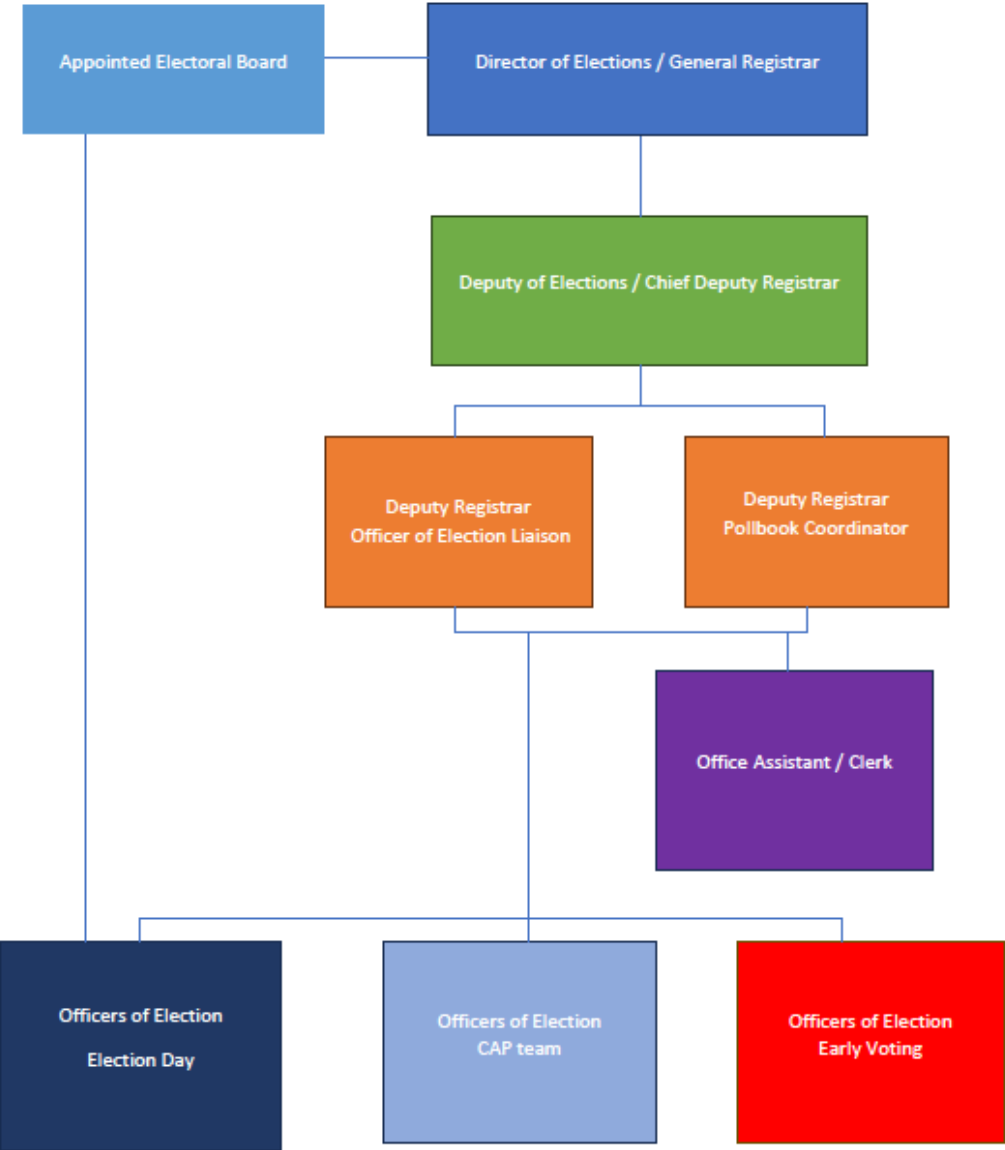 Appointed Electoral Board
Director of Elections / General Registrar
Deputy of Elections / Chief Deputy Registrar
Deputy Registrar
Officer of Election Liaison
Deputy Registrar
Pollbook Coordinator
Office Assistant / Clerk
Officers of Election
Election Day
Officers of Election
CAP team
Officers of Election
Early Voting